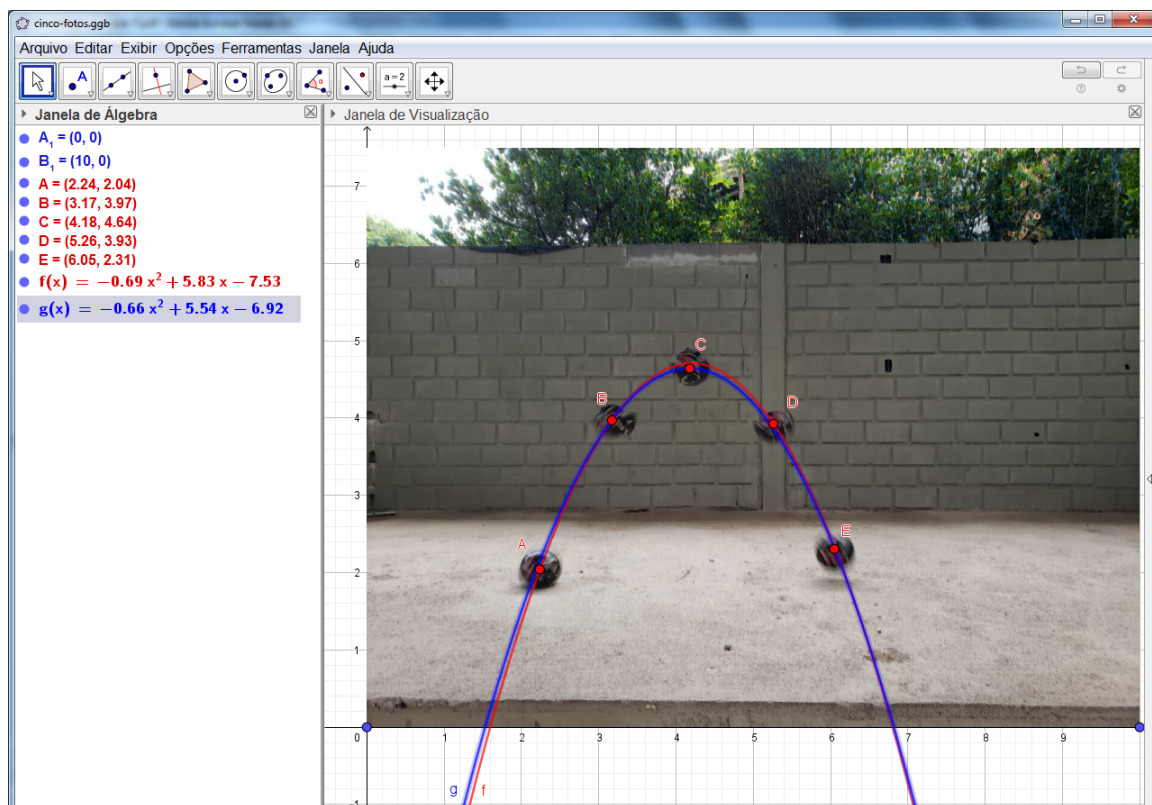 cinco-fotos.ggb
Arquivo Editar Exibir Opções Ferramentas Janela Ajuda
A
a=2
Janela de Álgebra
Janela de Visualização
A₁ = (0, 0)
B₁ = (10, 0)
A = (2.24, 2.04)
B = (3.17, 3.97)
C = (4.18, 4.64)
D = (5.26, 3.93)
E = (6.05, 2.31)
f(x) = −0.69 x² + 5.83 x − 7.53
g(x) = −0.66 x² + 5.54 x − 6.92
7
6
5
C
4
B
D
3
E
A
2
1
0 1 2 3 4 5 6 7 8 9
g f
−1